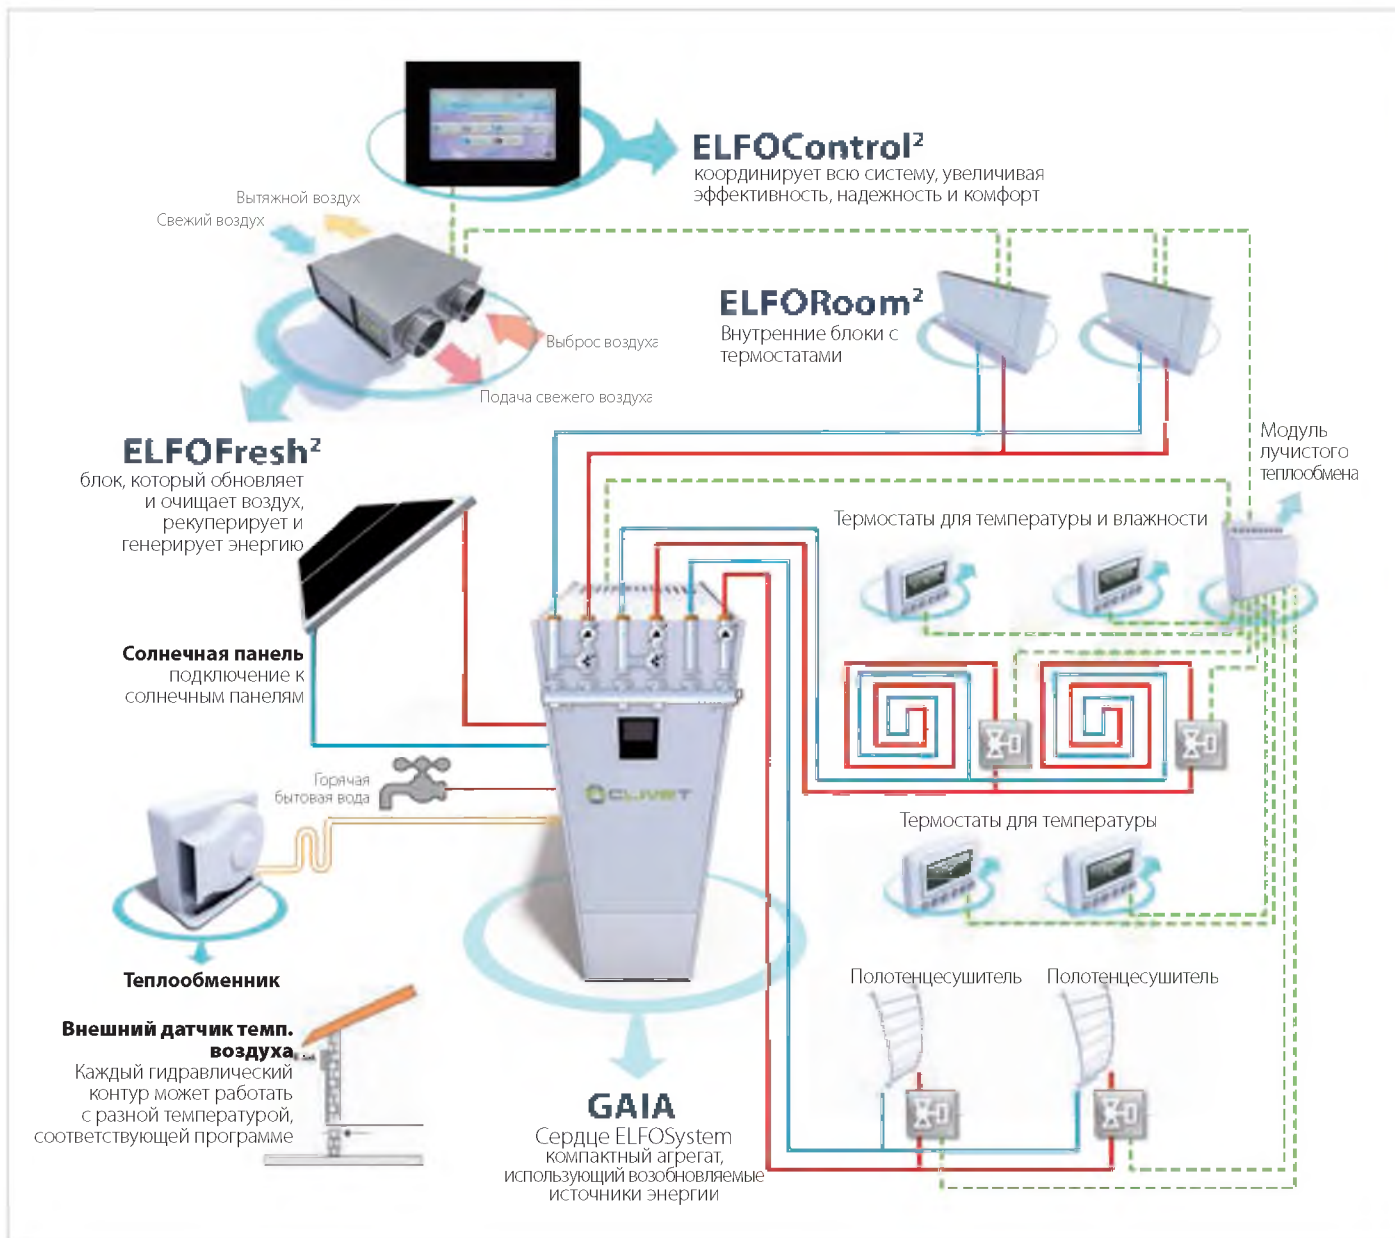 ELFOControl²
координирует всю систему, увеличивая
эффективность, надежность и комфорт
Вытяжной воздух
Свежий воздух
ELFORoom²
Внутренние блоки с
термостатами
Выброс воздуха
Подача свежего воздуха
ELFOFresh²
блок, который обновляет
и очищает воздух,
рекуперирует и
генерирует энергию
Модуль
лучистого
теплообмена
Термостаты для температуры и влажности
Солнечная панель
подключение к
солнечным панелям
Горячая
бытовая вода
CLIVET
Термостаты для температуры
Теплообменник
Полотенцесушитель
Полотенцесушитель
Внешний датчик темп.
воздуха
Каждый гидравлический
контур может работать
с разной температурой,
соответствующей программе
GAIA
Сердце ELFOSystem
компактный агрегат,
использующий возобновляемые
источники энергии